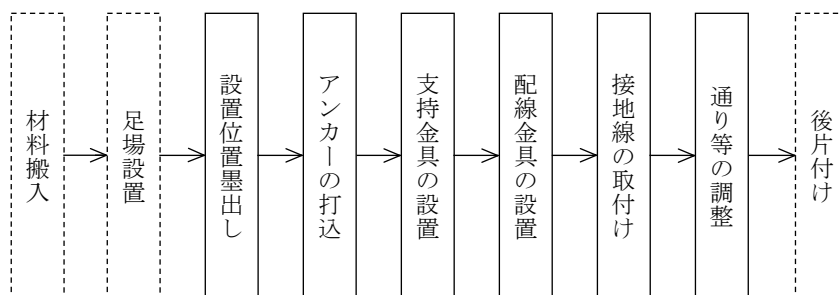 材料搬入
足場設置
設置位置墨出し
アンカーの打込
支持金具の設置
配線金具の設置
接地線の取付け
通り等の調整
後片付け